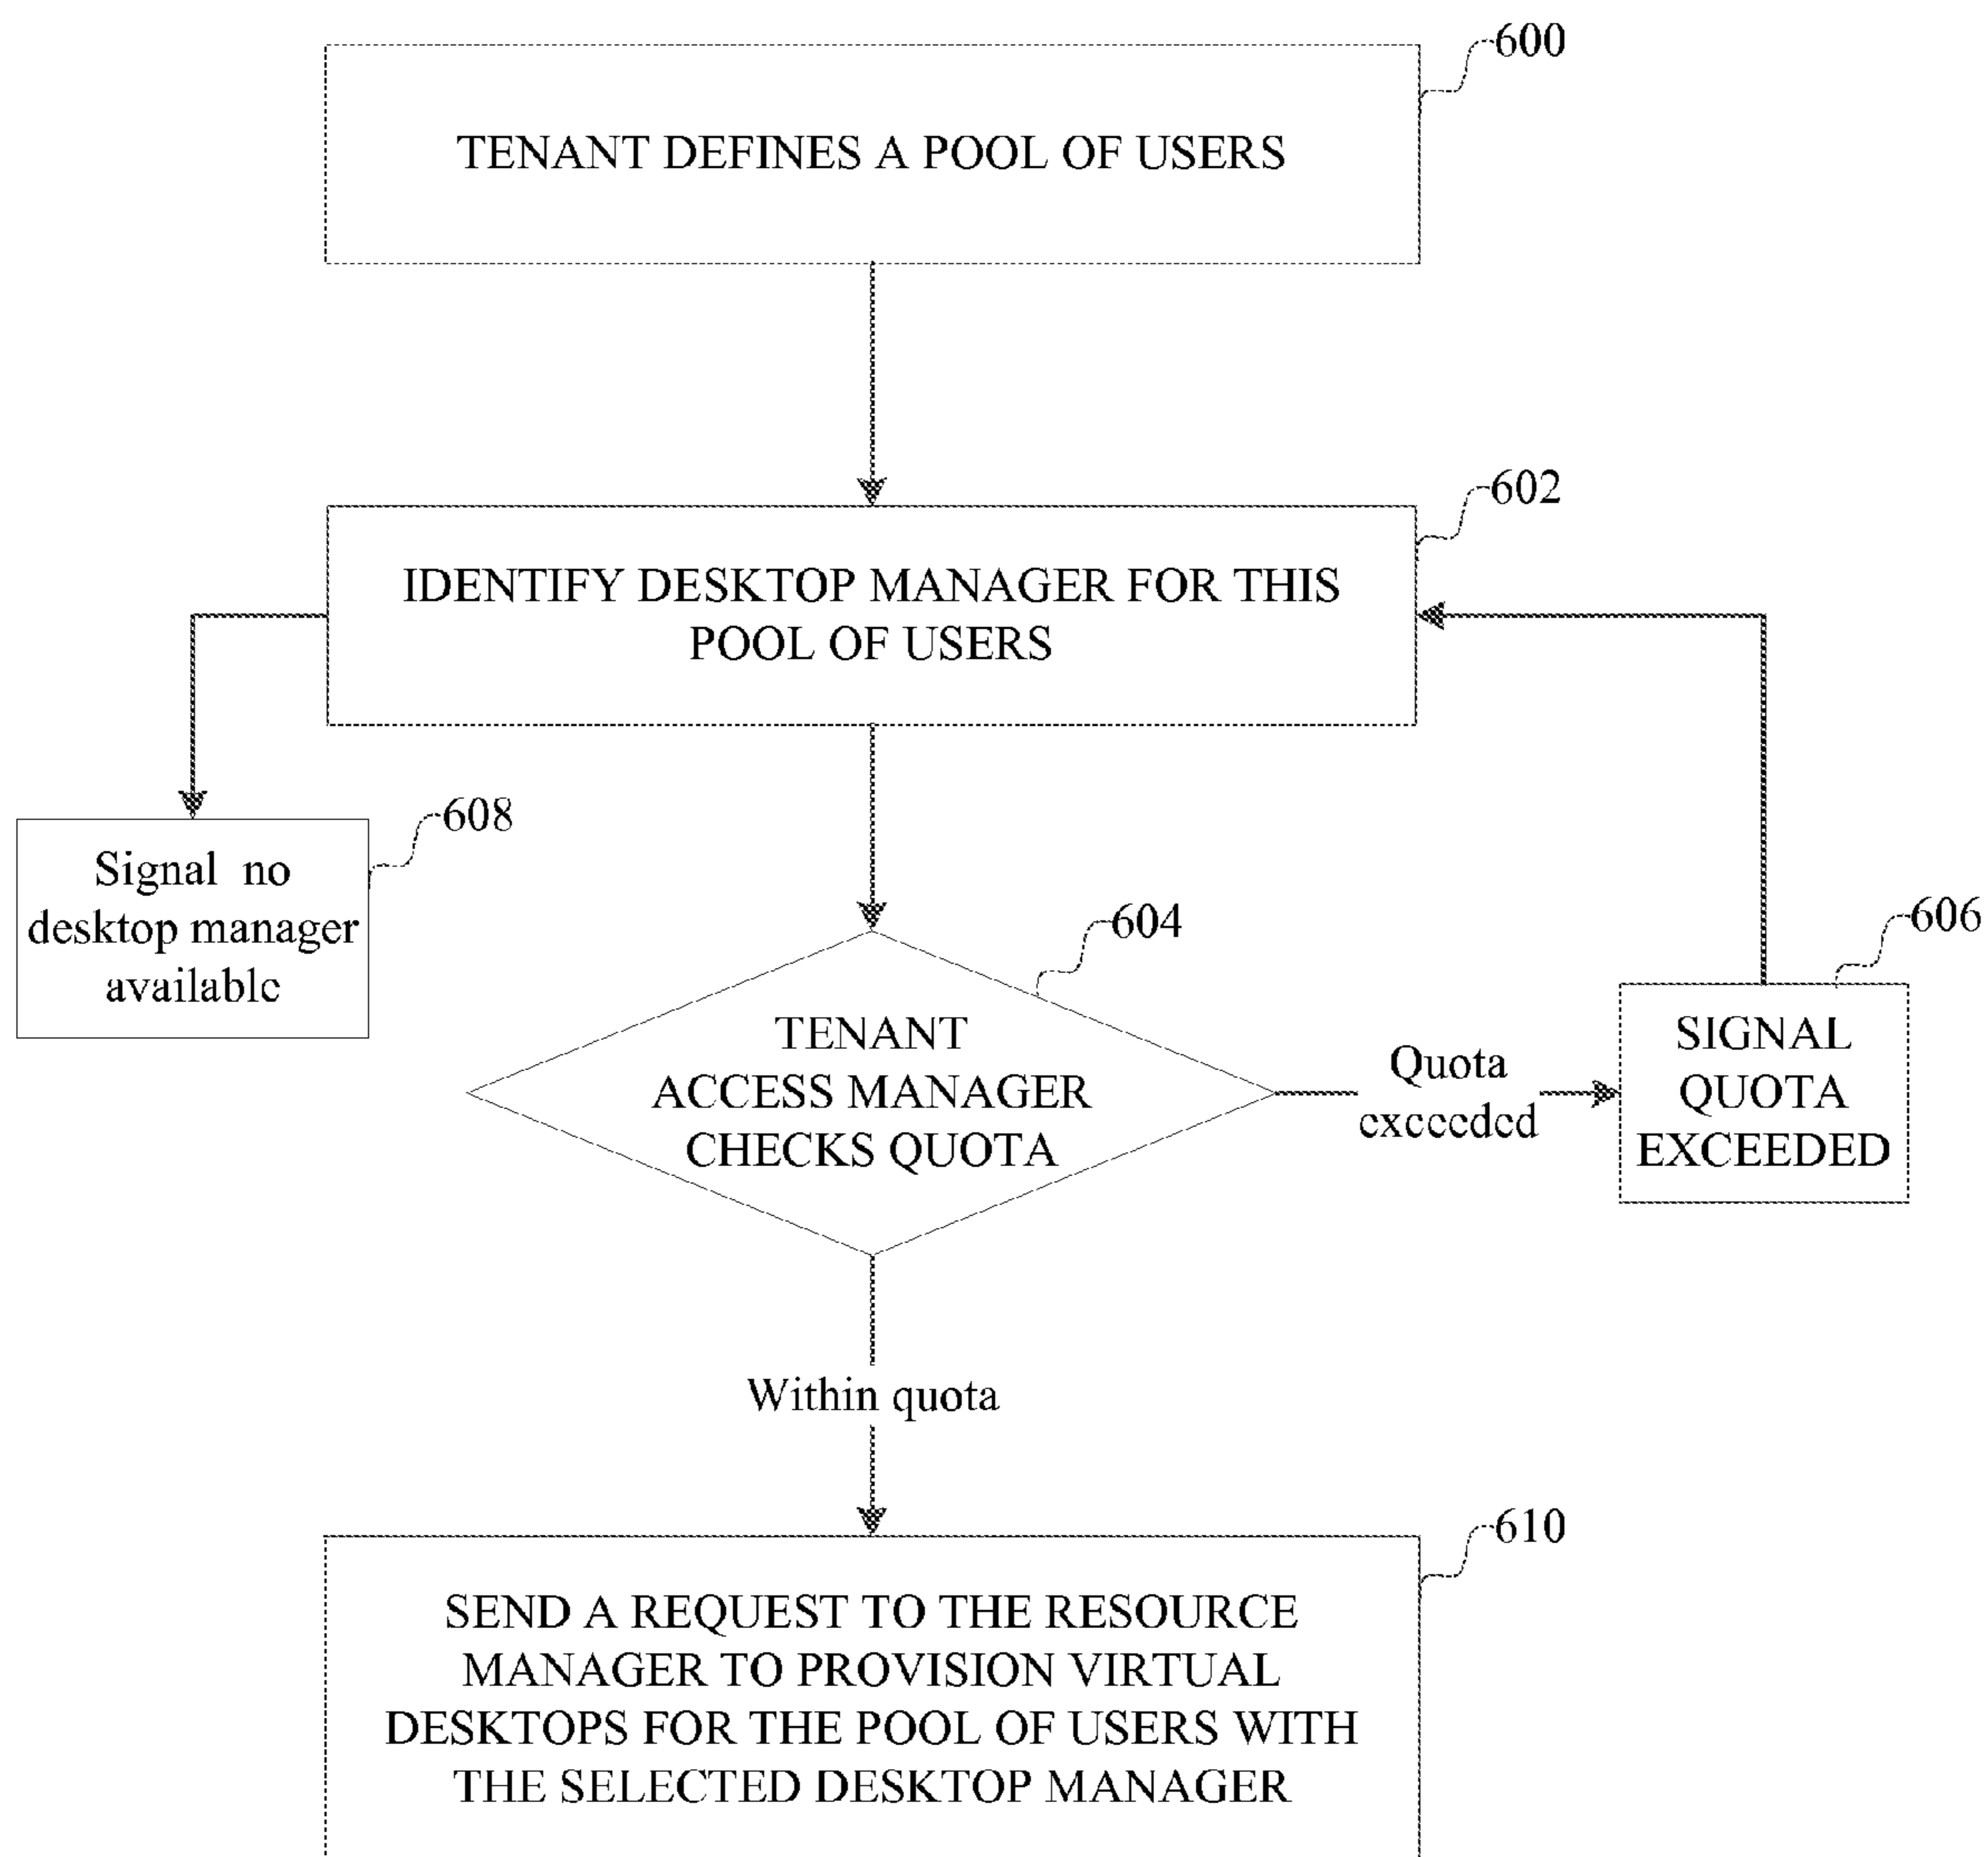 600
TENANT DEFINES A POOL OF USERS
602
IDENTIFY DESKTOP MANAGER FOR THIS
POOL OF USERS
608
Signal no
desktop manager
available
604
TENANT
ACCESS MANAGER
CHECKS QUOTA
Quota
exceeded
606
SIGNAL
QUOTA
EXCEEDED
Within quota
610
SEND A REQUEST TO THE RESOURCE
MANAGER TO PROVISION VIRTUAL
DESKTOPS FOR THE POOL OF USERS WITH
THE SELECTED DESKTOP MANAGER